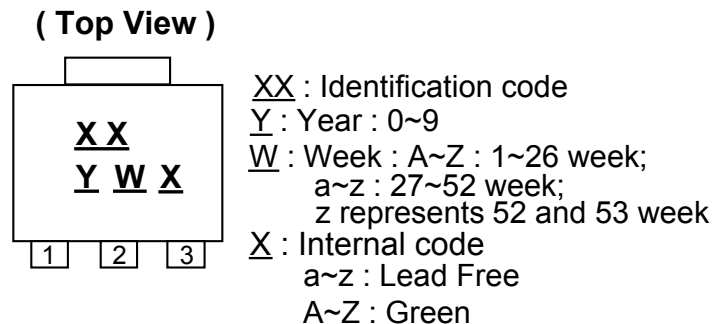 ( Top View )
X X
Y W X
1 2 3
XX : Identification code
Y : Year : 0~9
W : Week : A~Z : 1~26 week;
a~z : 27~52 week;
z represents 52 and 53 week
X : Internal code
a~z : Lead Free
A~Z : Green